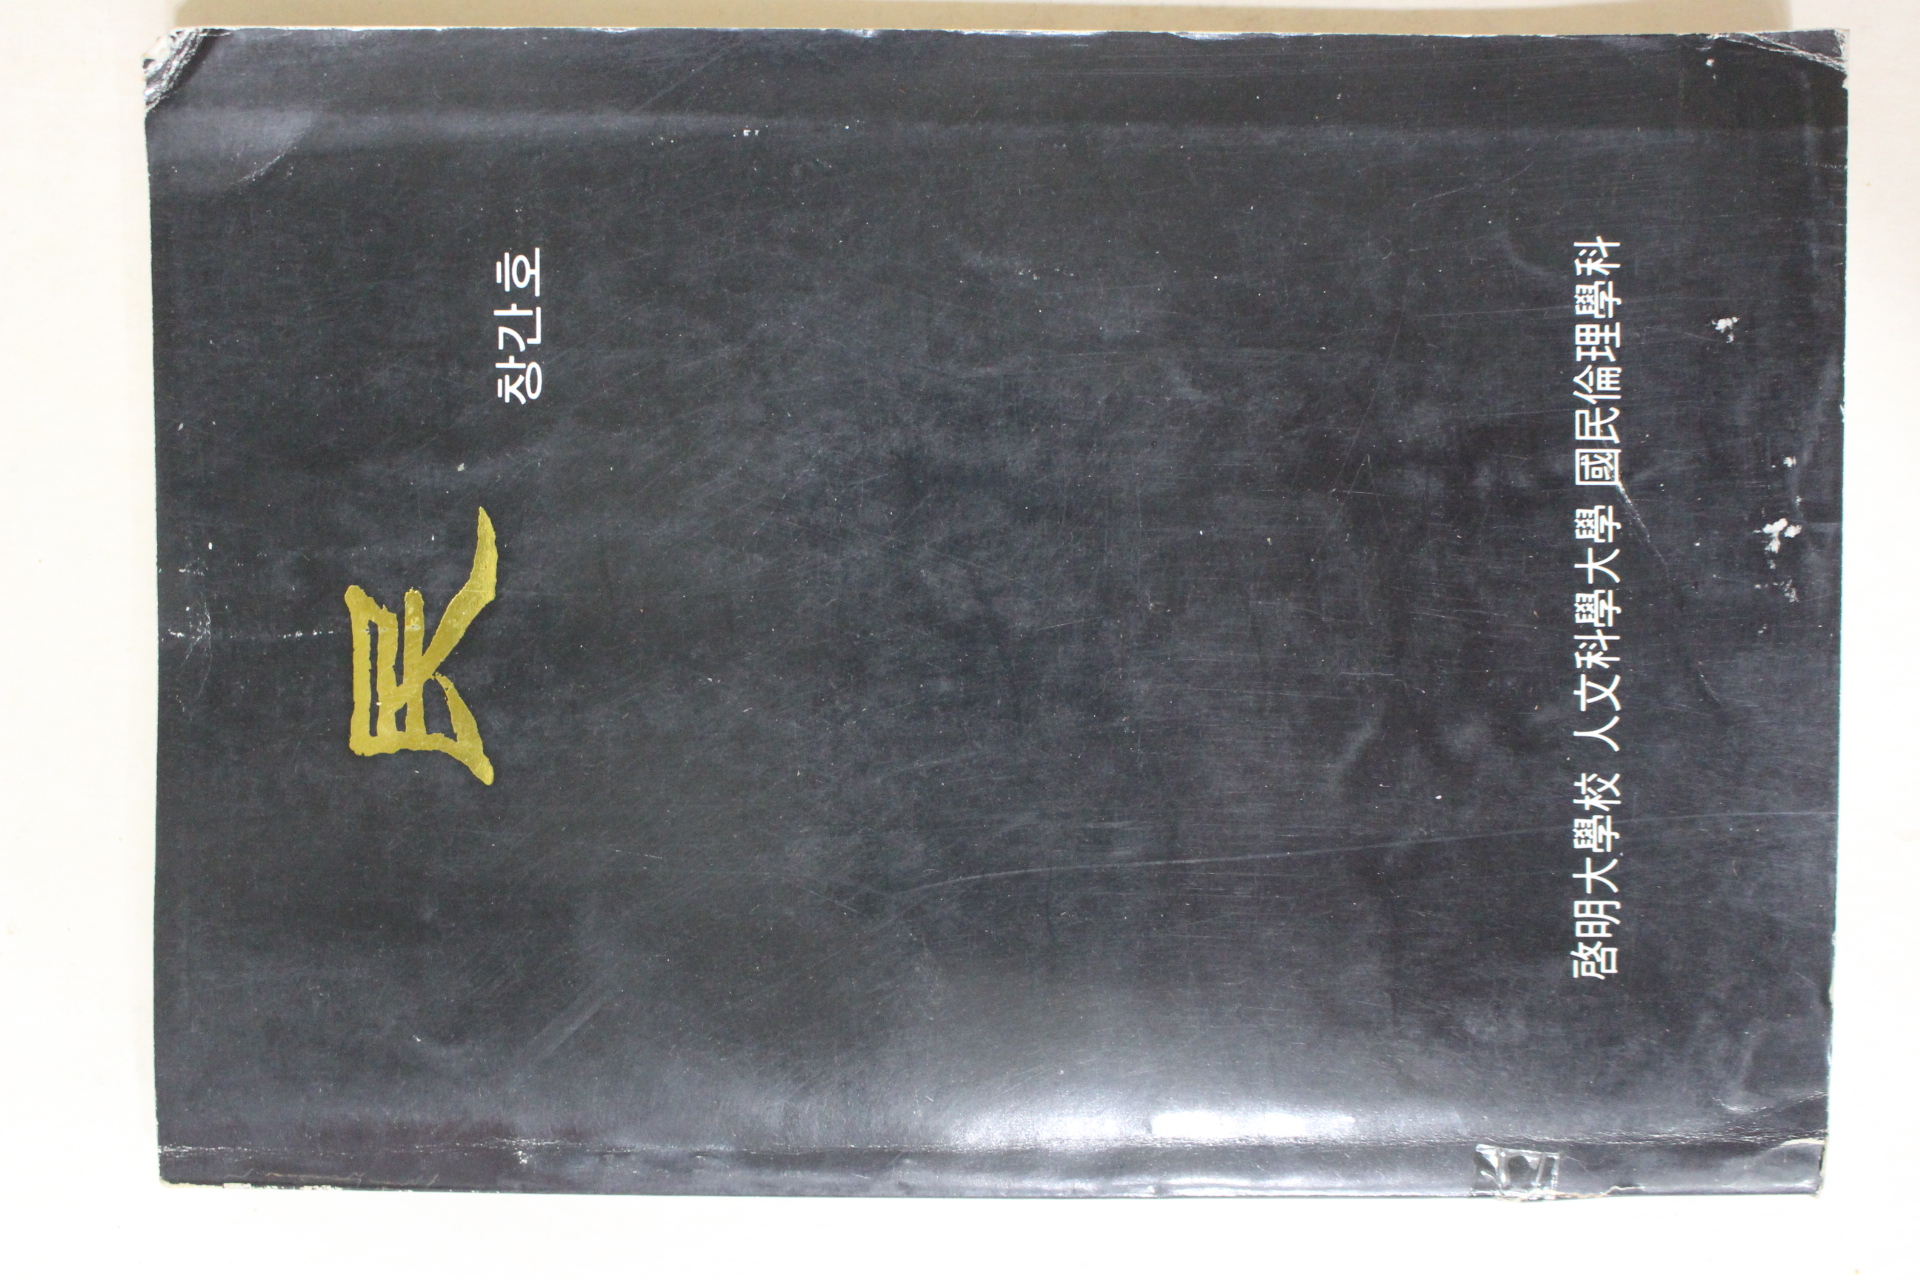 民
창간호
啓明大學校 人文科學大學 國民倫理學科